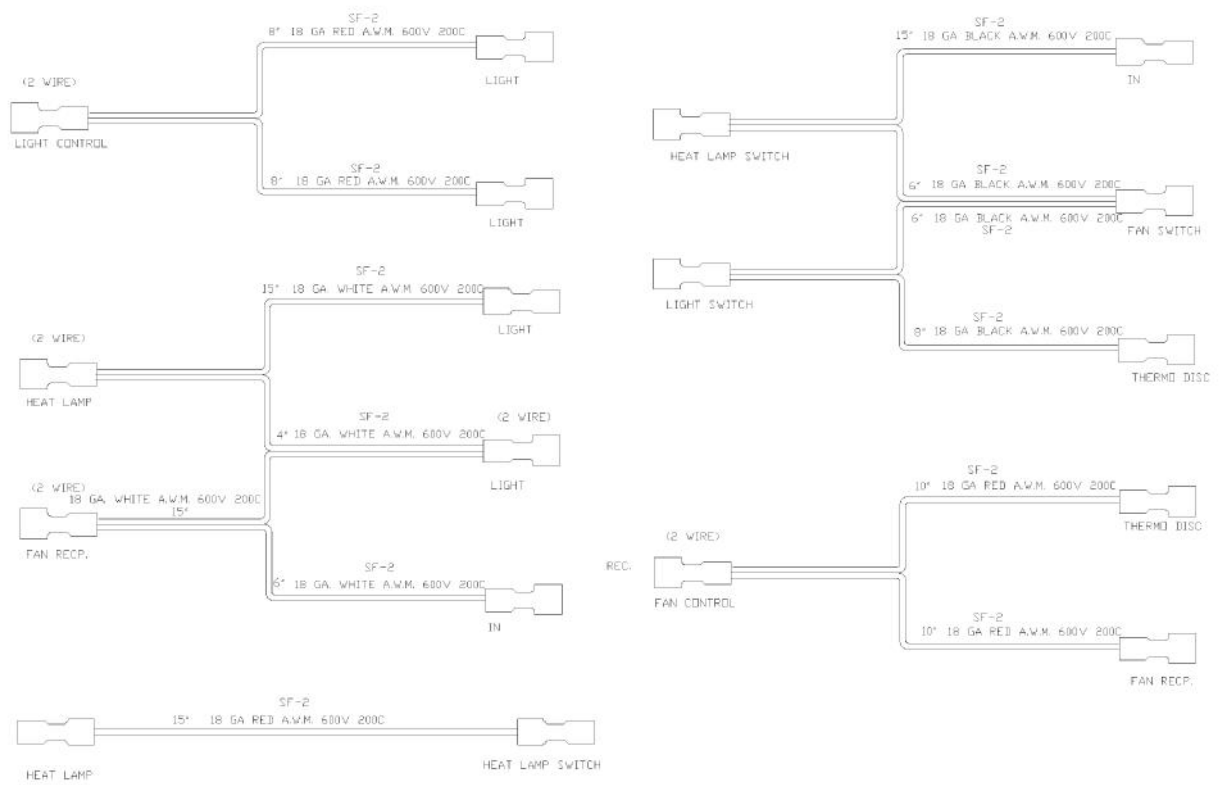 SF-2
8" 18 GA RED A.W.M. 600V 200C
LIGHT
(2 WIRE)
LIGHT CONTROL
SF-2
8" 18 GA RED A.W.M. 600V 200C
LIGHT
SF-2
15" 18 GA. WHITE A.W.M. 600V 200C
LIGHT
(2 WIRE)
HEAT LAMP
SF-2
(2 WIRE)
4" 18 GA. WHITE A.W.M. 600V 200C
LIGHT
(2 WIRE)
18 GA. WHITE A.W.M. 600V 200C
15"
FAN RECP.
SF-2
6" 18 GA. WHITE A.W.M. 600V 200C
IN
SF-2
15" 18 GA RED A.W.M. 600V 200C
HEAT LAMP
HEAT LAMP SWITCH
SF-2
15" 18 GA BLACK A.W.M. 600V 200C
IN
HEAT LAMP SWITCH
SF-2
6" 18 GA BLACK A.W.M. 600V 200C
6" 18 GA BLACK A.W.M. 600V 200C
SF-2
FAN SWITCH
LIGHT SWITCH
SF-2
8" 18 GA BLACK A.W.M. 600V 200C
THERMO DISC
SF-2
10" 18 GA RED A.W.M. 600V 200C
THERMO DISC
(2 WIRE)
REC.
FAN CONTROL
SF-2
10" 18 GA RED A.W.M. 600V 200C
FAN RECP.